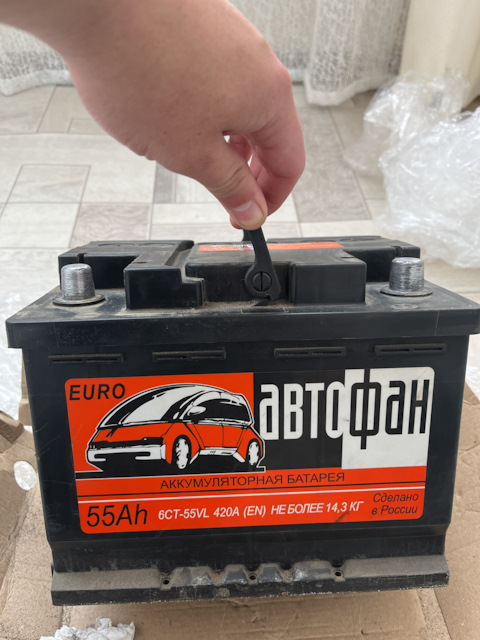 EURO
автофан
АККУМУЛЯТОРНАЯ БАТАРЕЯ
55Ah 6СТ-55VL 420A (EN) НЕ БОЛЕЕ 14,3 КГ
Сделано
в России